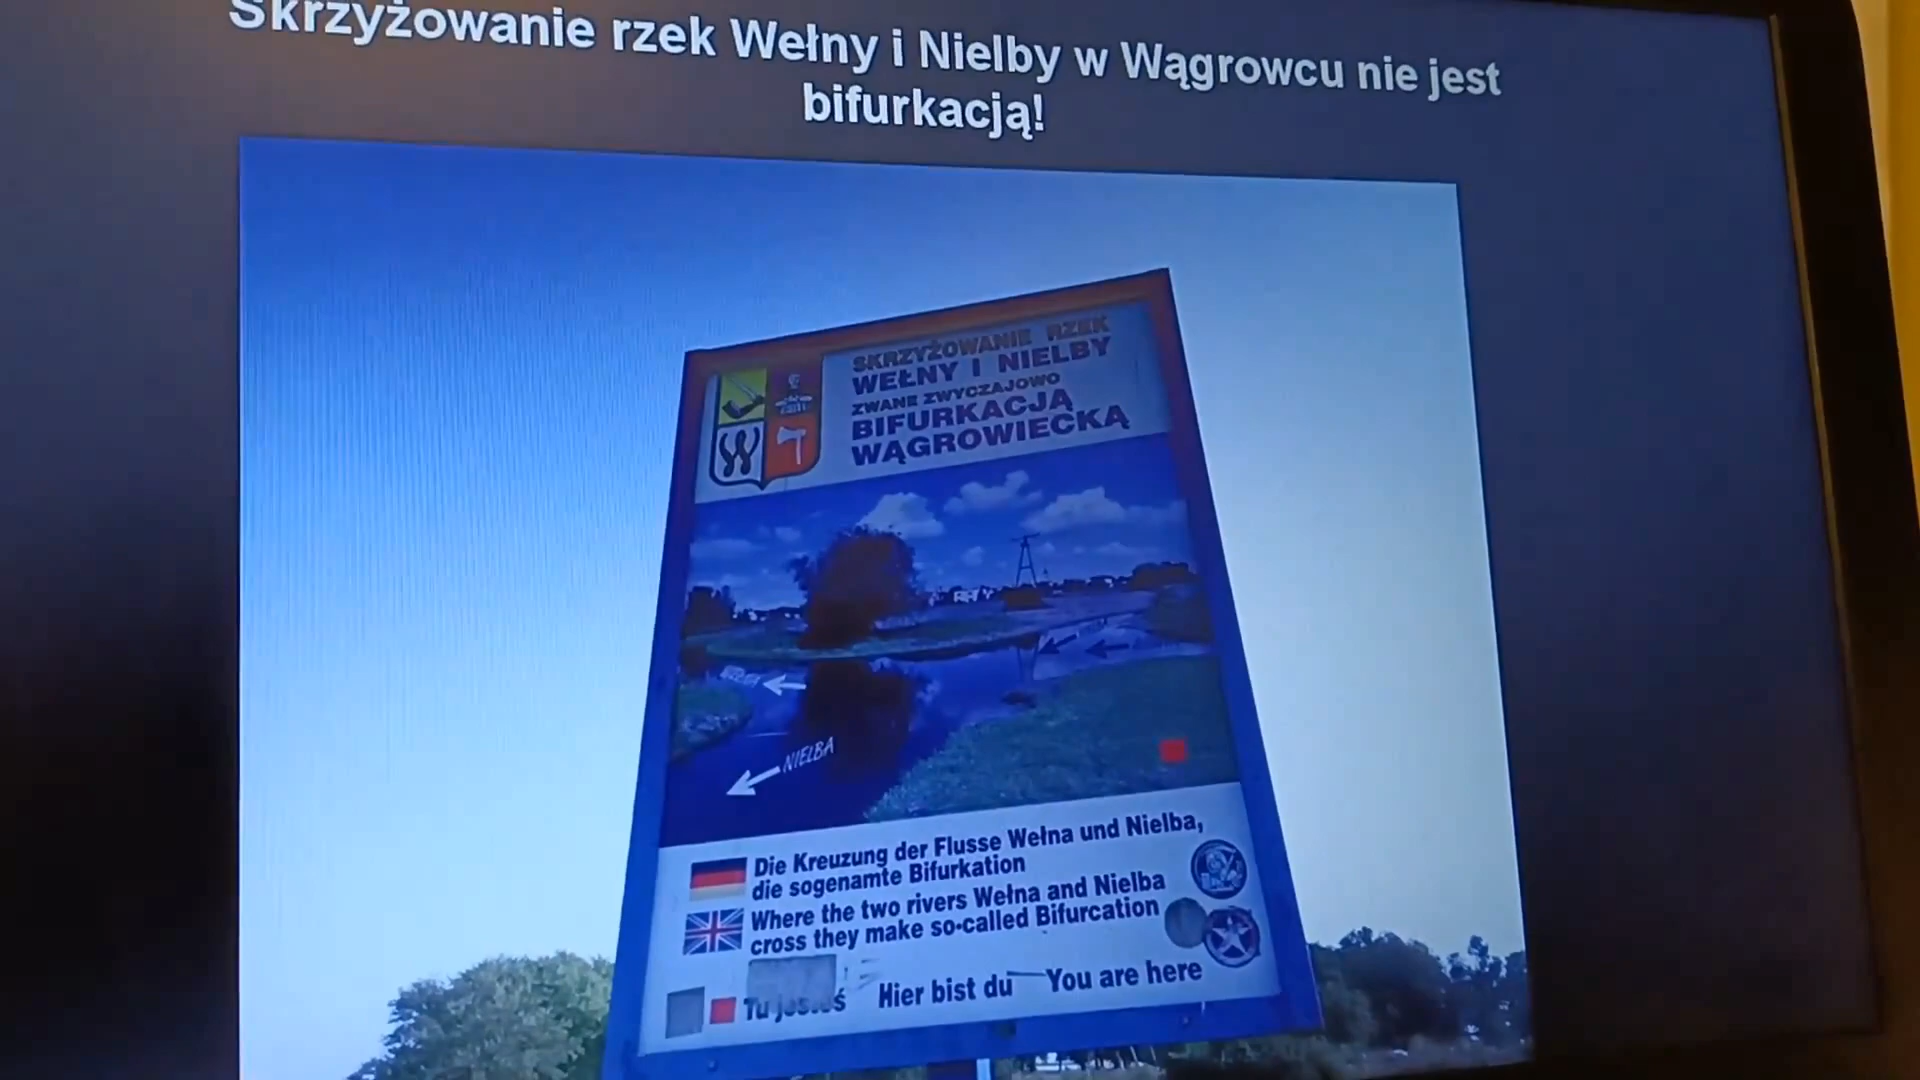 Skrzyżowanie rzek Wełny i Nielby w Wągrowcu nie jest
bifurkacją!
SKRZYŻOWANIE RZEK
WEŁNY I NIELBY
ZWANE ZWYCZAJOWO
BIFURKACJĄ
WĄGROWIECKĄ
NIELBA
Die Kreuzung der Flusse Wełna und Nielba,
die sogenamte Bifurkation
Where the two rivers Wełna and Nielba
cross they make so-called Bifurcation
Tu jesteś Hier bist du You are here